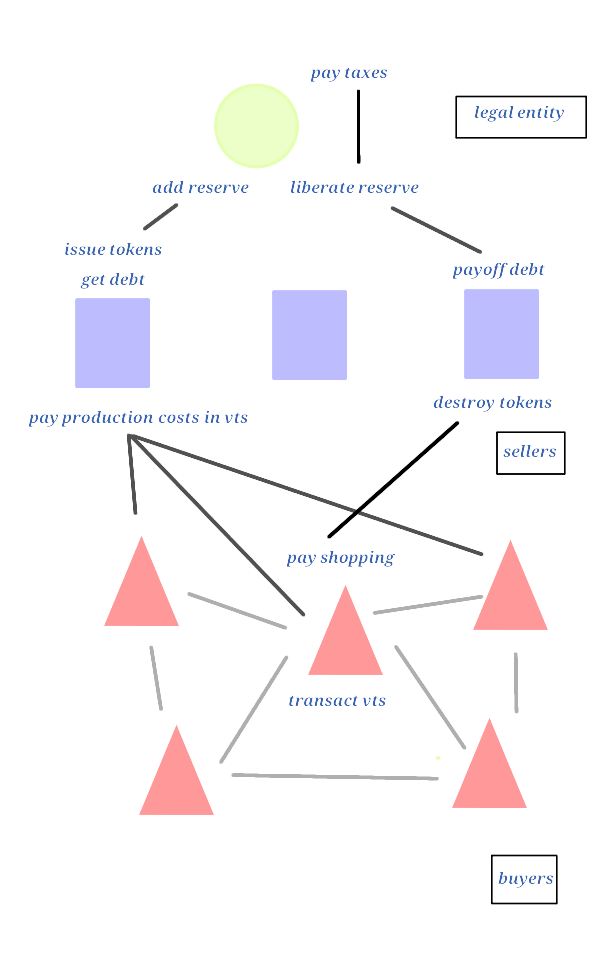 pay taxes
legal entity
add reserve
liberate reserve
issue tokens
get debt
payoff debt
destroy tokens
pay production costs in vts
sellers
pay shopping
transact vts
buyers